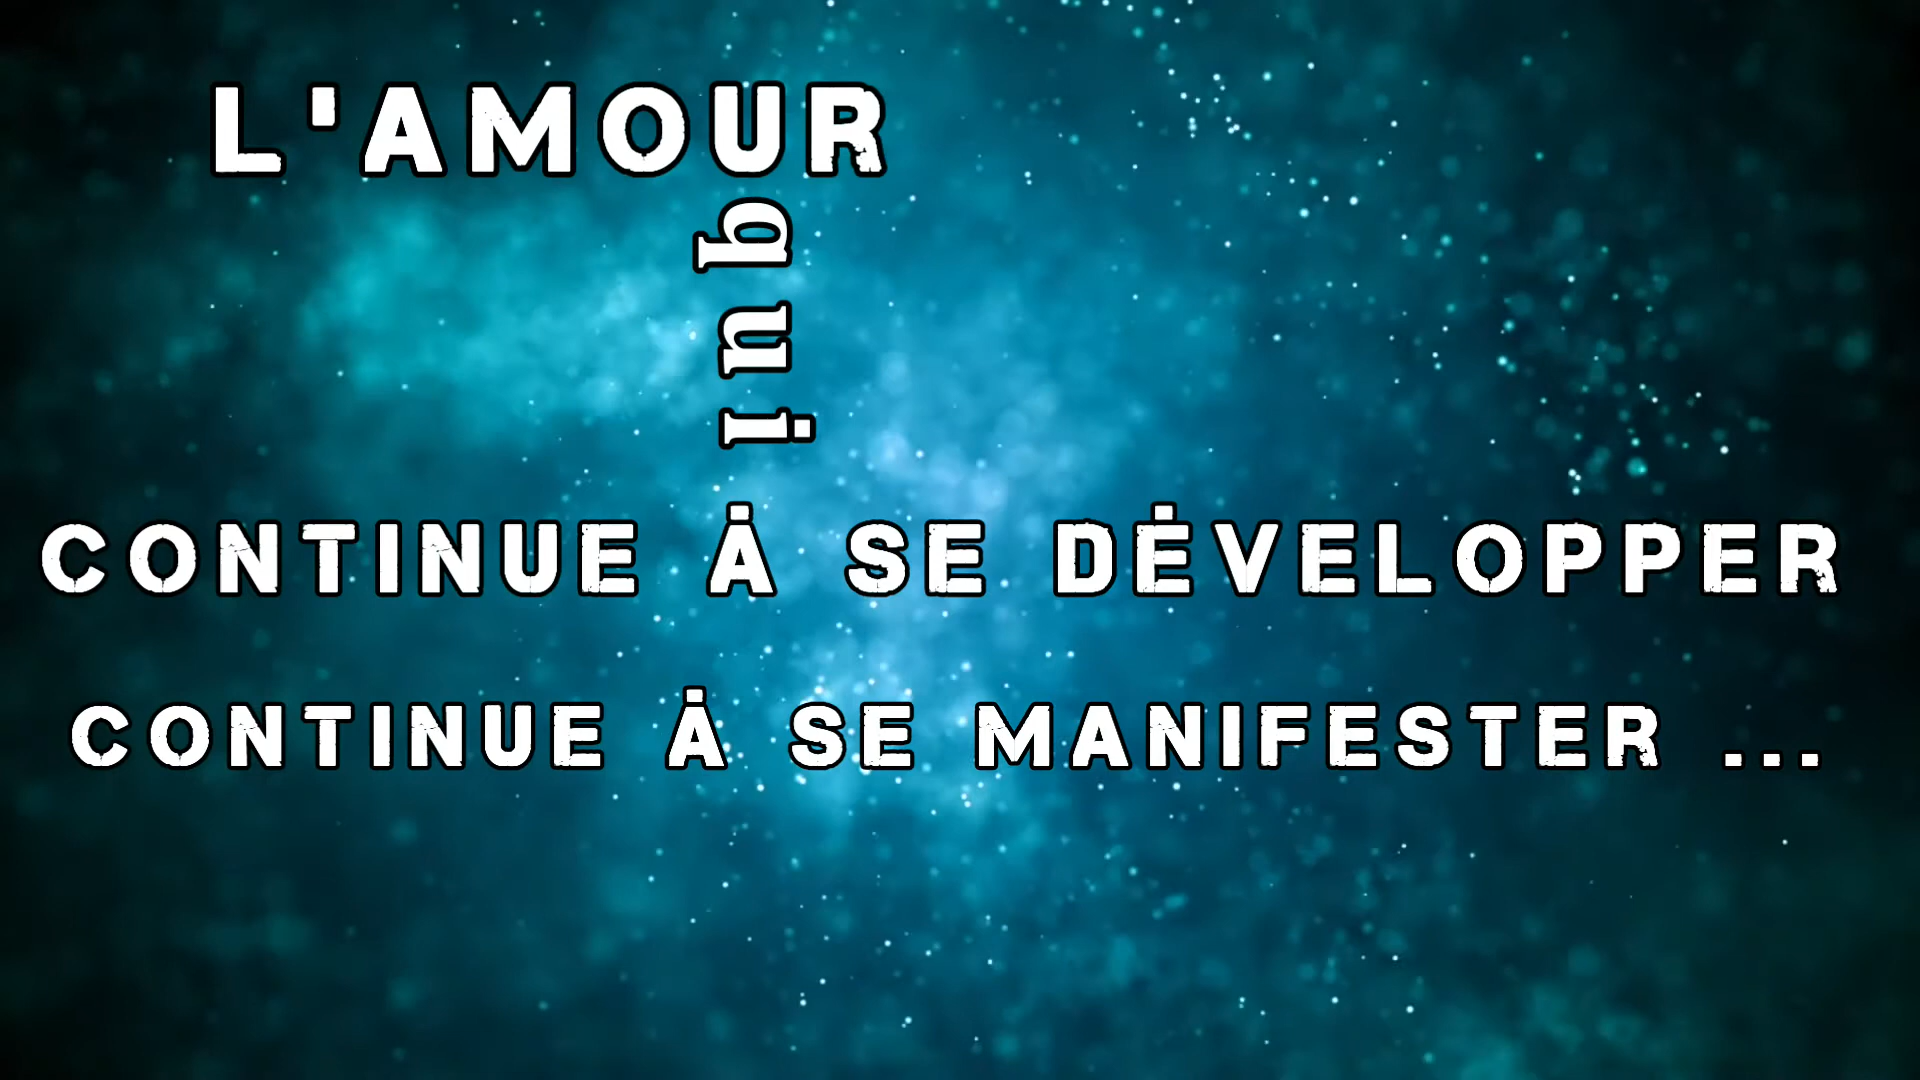 L'AMOUR
qui
CONTINUE À SE DÉVELOPPER
CONTINUE À SE MANIFESTER ...